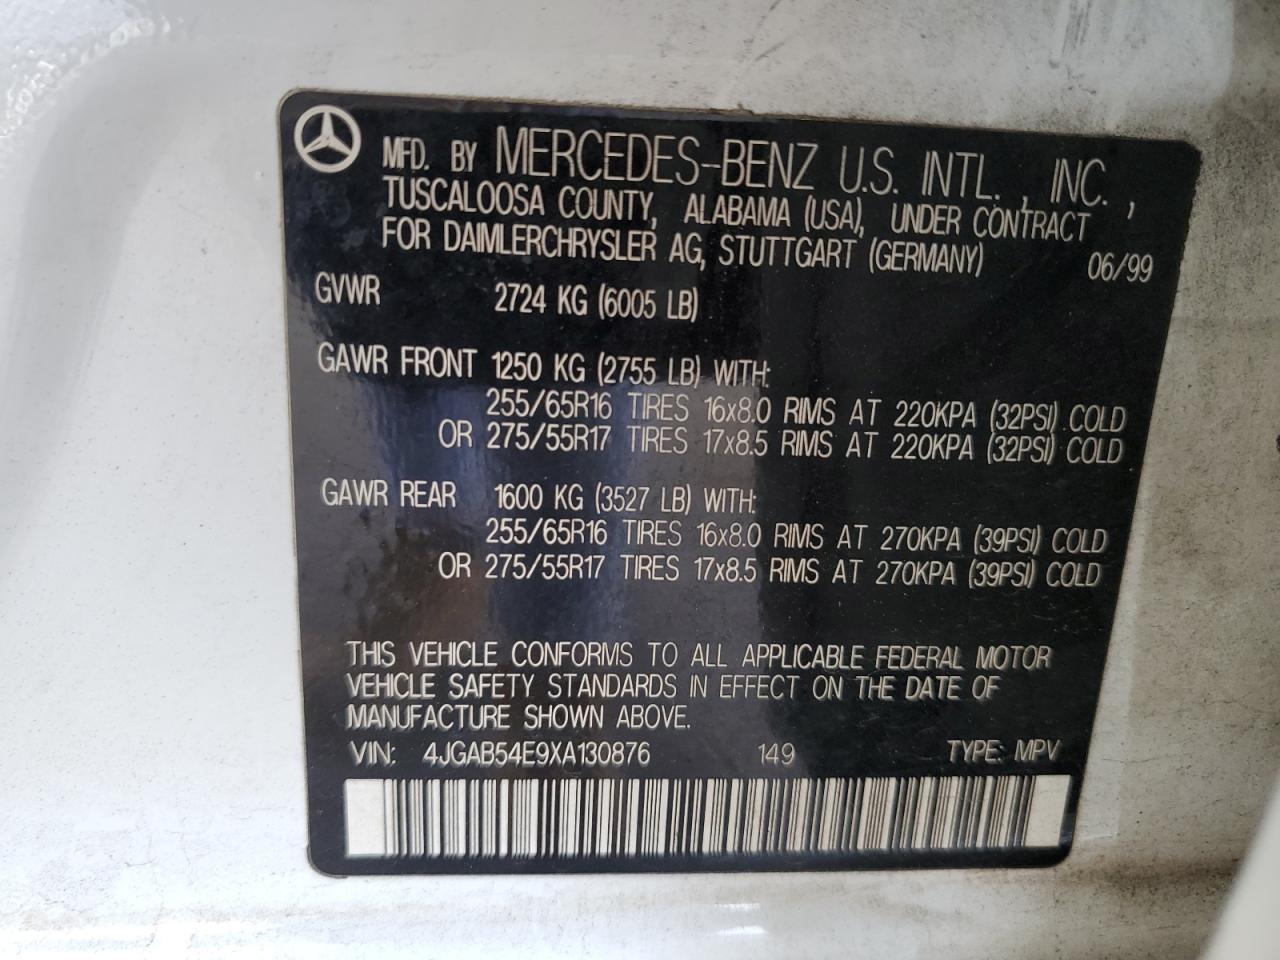 MFD. BY MERCEDES-BENZ U.S. INTL., INC.,
TUSCALOOSA COUNTY, ALABAMA (USA), UNDER CONTRACT
FOR DAIMLERCHRYSLER AG, STUTTGART (GERMANY) 06/99
GVWR 2724 KG (6005 LB)
GAWR FRONT 1250 KG (2755 LB) WITH:
255/65R16 TIRES 16x8.0 RIMS AT 220KPA (32PSI) COLD
OR 275/55R17 TIRES 17x8.5 RIMS AT 220KPA (32PSI) COLD
GAWR REAR 1600 KG (3527 LB) WITH:
255/65R16 TIRES 16x8.0 RIMS AT 270KPA (39PSI) COLD
OR 275/55R17 TIRES 17x8.5 RIMS AT 270KPA (39PSI) COLD
THIS VEHICLE CONFORMS TO ALL APPLICABLE FEDERAL MOTOR
VEHICLE SAFETY STANDARDS IN EFFECT ON THE DATE OF
MANUFACTURE SHOWN ABOVE.
VIN: 4JGAB54E9XA130876 149 TYPE: MPV